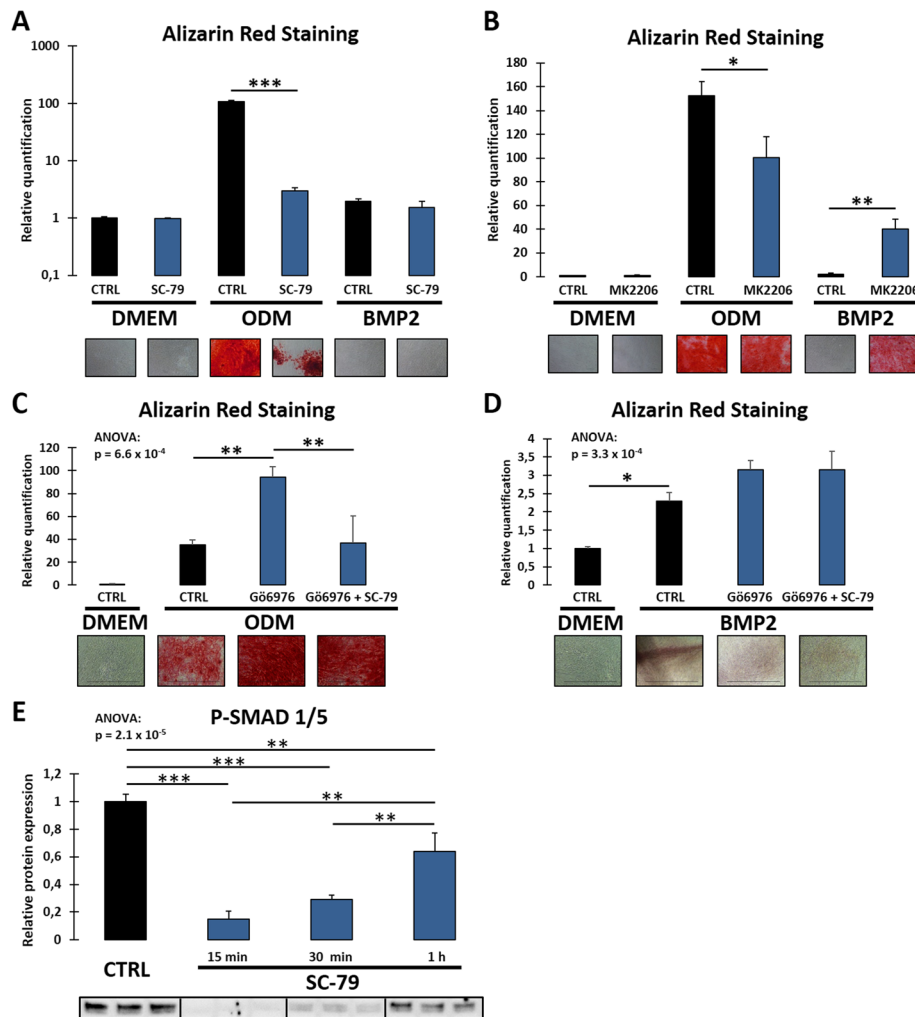 A
Alizarin Red Staining
1000
100
10
1
0,1
Relative quantification
***
CTRL SC-79 CTRL SC-79 CTRL SC-79
DMEM ODM BMP2
B
Alizarin Red Staining
180
160
140
120
100
80
60
40
20
0
Relative quantification
*
**
CTRL MK2206 CTRL MK2206 CTRL MK2206
DMEM ODM BMP2
C
Alizarin Red Staining
ANOVA:
p = 6.6 x 10-4
120
100
80
60
40
20
0
Relative quantification
** **
CTRL CTRL Gö6976 Gö6976 + SC-79
DMEM ODM
D
Alizarin Red Staining
ANOVA:
p = 3.3 x 10-4
4
3,5
3
2,5
2
1,5
1
0,5
0
Relative quantification
*
CTRL CTRL Gö6976 Gö6976 + SC-79
DMEM BMP2
E
P-SMAD 1/5
ANOVA:
p = 2.1 x 10-5
1,2
1
0,8
0,6
0,4
0,2
0
Relative protein expression
**
***
***
**
**
CTRL 15 min 30 min 1 h
SC-79